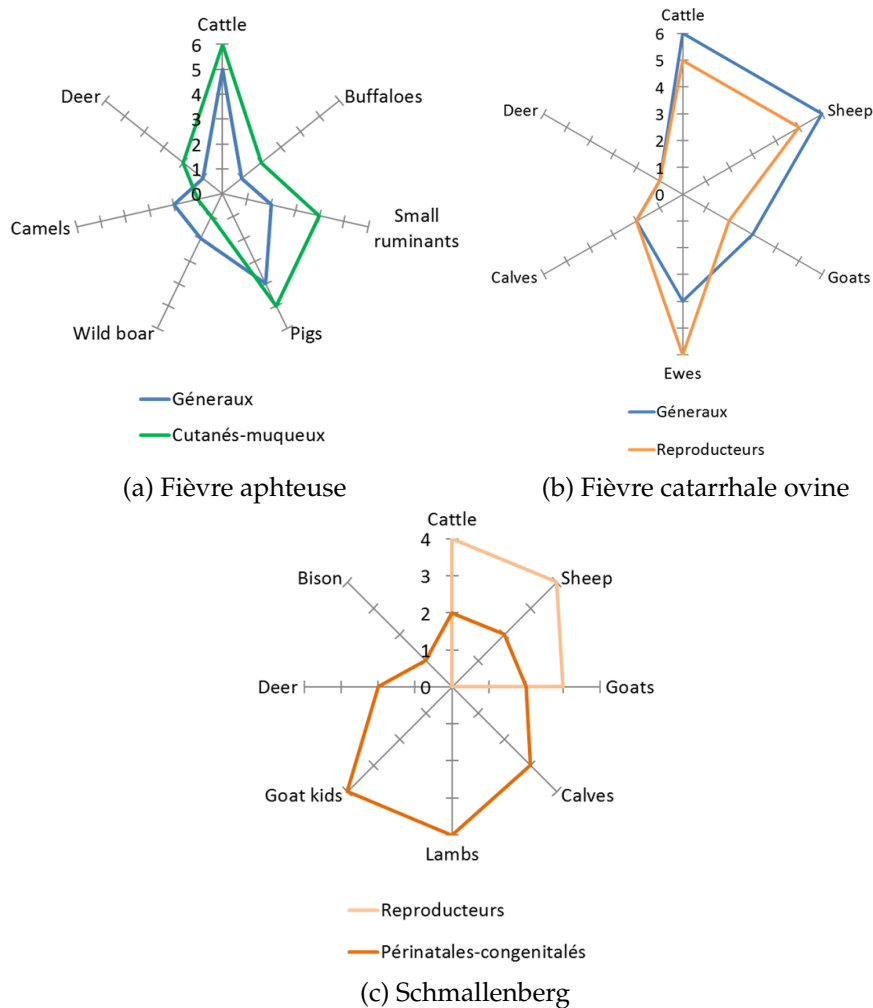 Cattle
6
5
4
3
2
1
0
Deer
Buffaloes
Camels
Small
ruminants
Wild boar
Pigs
Géneraux
Cutanés-muqueux
(a) Fièvre aphteuse
Cattle
6
5
4
3
2
1
0
Deer
Sheep
Calves
Goats
Ewes
Géneraux
Reproducteurs
(b) Fièvre catarrhale ovine
Cattle
4
3
2
1
0
Bison
Sheep
Deer
Goats
Goat kids
Calves
Lambs
Reproducteurs
Périnatales-congenitalés
(c) Schmallenberg